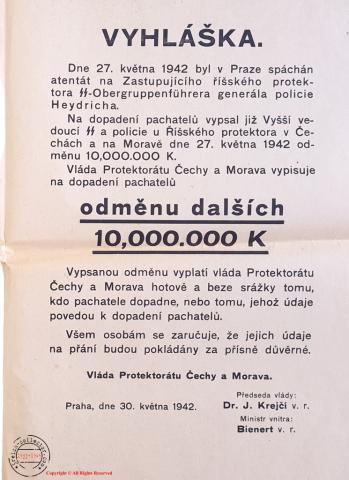 VYHLÁŠKA.
Dne 27. května 1942 byl v Praze spáchán
atentát na Zastupujícího říšského protek-
tora SS-Obergruppenführera generála policie
Heydricha.
Na dopadení pachatelů vypsal již Vyšší ve-
doucí SS a policie u Říšského protektora v Če-
chách a na Moravě dne 27. května 1942 od-
měnu 10,000.000 K.
Vláda Protektorátu Čechy a Morava vypisuje
na dopadení pachatelů
odměnu dalších
10,000.000 K
Vypsanou odměnu vyplatí vláda Protektorátu
Čechy a Morava hotově a beze srážky tomu,
kdo pachatele dopadne, nebo tomu, jehož údaje
povedou k dopadení pachatelů.
Všem osobám se zaručuje, že jejich údaje
na přání budou pokládány za přísně důvěrné.
Vláda Protektorátu Čechy a Morava.
Praha, dne 30. května 1942.
Předseda vlády:
Dr. J. Krejčí v. r.
Ministr vnitra:
Bienert v. r.
Copyright © All Rights Reserved